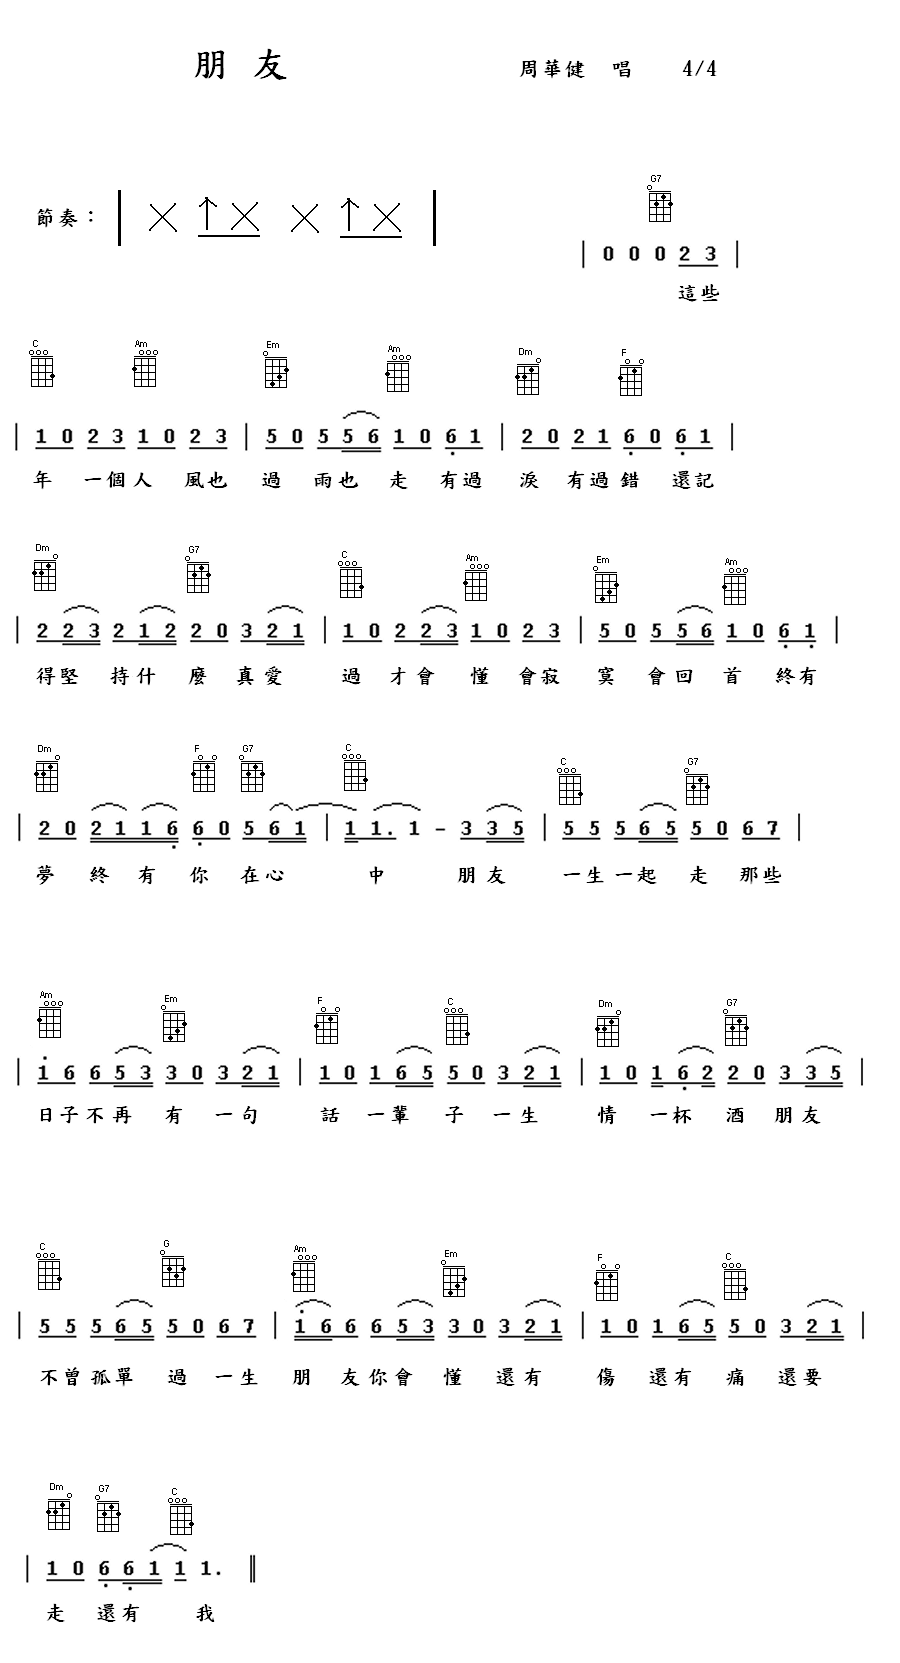 朋 友 周華健 唱 4/4
G7
節奏：
| 0 0 0 2 3 |
這些
C Am Em Am Dm F
| 1 0 2 3 1 0 2 3 | 5 0 5 5 6 1 0 6 1 | 2 0 2 1 6 0 6 1 |
年 一個人 風也 過 雨也 走 有過 淚 有過錯 還記
Dm G7 C Am Em Am
| 2 2 3 2 1 2 2 0 3 2 1 | 1 0 2 2 3 1 0 2 3 | 5 0 5 5 6 1 0 6 1 |
得堅 持什 麼 真愛 過 才會 懂 會寂 寞 會回 首 終有
Dm F G7 C C G7
| 2 0 2 1 1 6 6 0 5 6 1 | 1 1. 1 - 3 3 5 | 5 5 5 6 5 5 0 6 7 |
夢 終 有 你 在心 中 朋友 一生一起 走 那些
Am Em F C Dm G7
| 1 6 6 5 3 3 0 3 2 1 | 1 0 1 6 5 5 0 3 2 1 | 1 0 1 6 2 2 0 3 3 5 |
日子不再 有 一句 話 一輩 子 一生 情 一杯 酒 朋友
C G Am Em F C
| 5 5 5 6 5 5 0 6 7 | 1 6 6 6 5 3 3 0 3 2 1 | 1 0 1 6 5 5 0 3 2 1 |
不曾孤單 過 一生 朋 友你會 懂 還有 傷 還有 痛 還要
Dm G7 C
| 1 0 6 6 1 1 1. ‖
走 還有 我